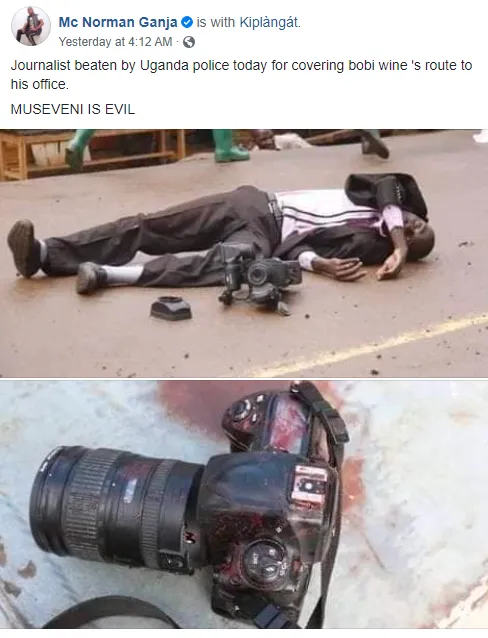 Mc Norman Ganja is with Kiplàngát.
Yesterday at 4:12 AM ·
Journalist beaten by Uganda police today for covering bobi wine 's route to
his office.
MUSEVENI IS EVIL